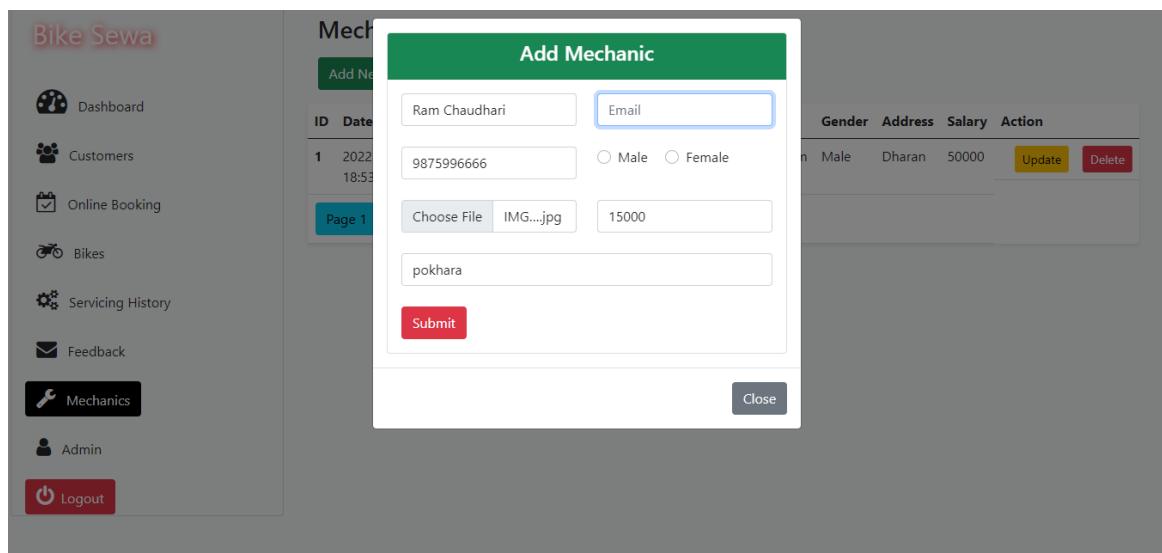 Bike Sewa
Dashboard
Customers
Online Booking
Bikes
Servicing History
Feedback
Mechanics
Admin
Logout
Mech
Add Ne
ID Date Gender Address Salary Action
1 2022 n Male Dharan 50000 Update Delete
18:53
Page 1
Add Mechanic
Ram Chaudhari Email
9875996666 Male Female
Choose File IMG....jpg 15000
pokhara
Submit
Close